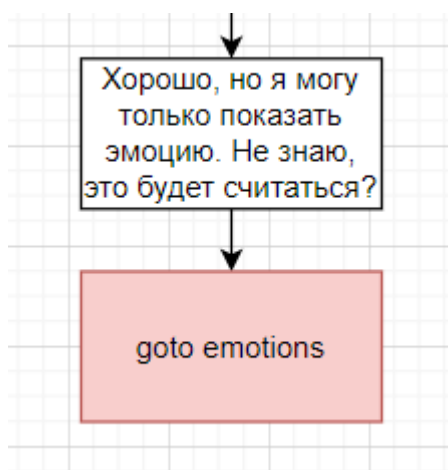 Хорошо, но я могу
только показать
эмоцию. Не знаю,
это будет считаться?
goto emotions